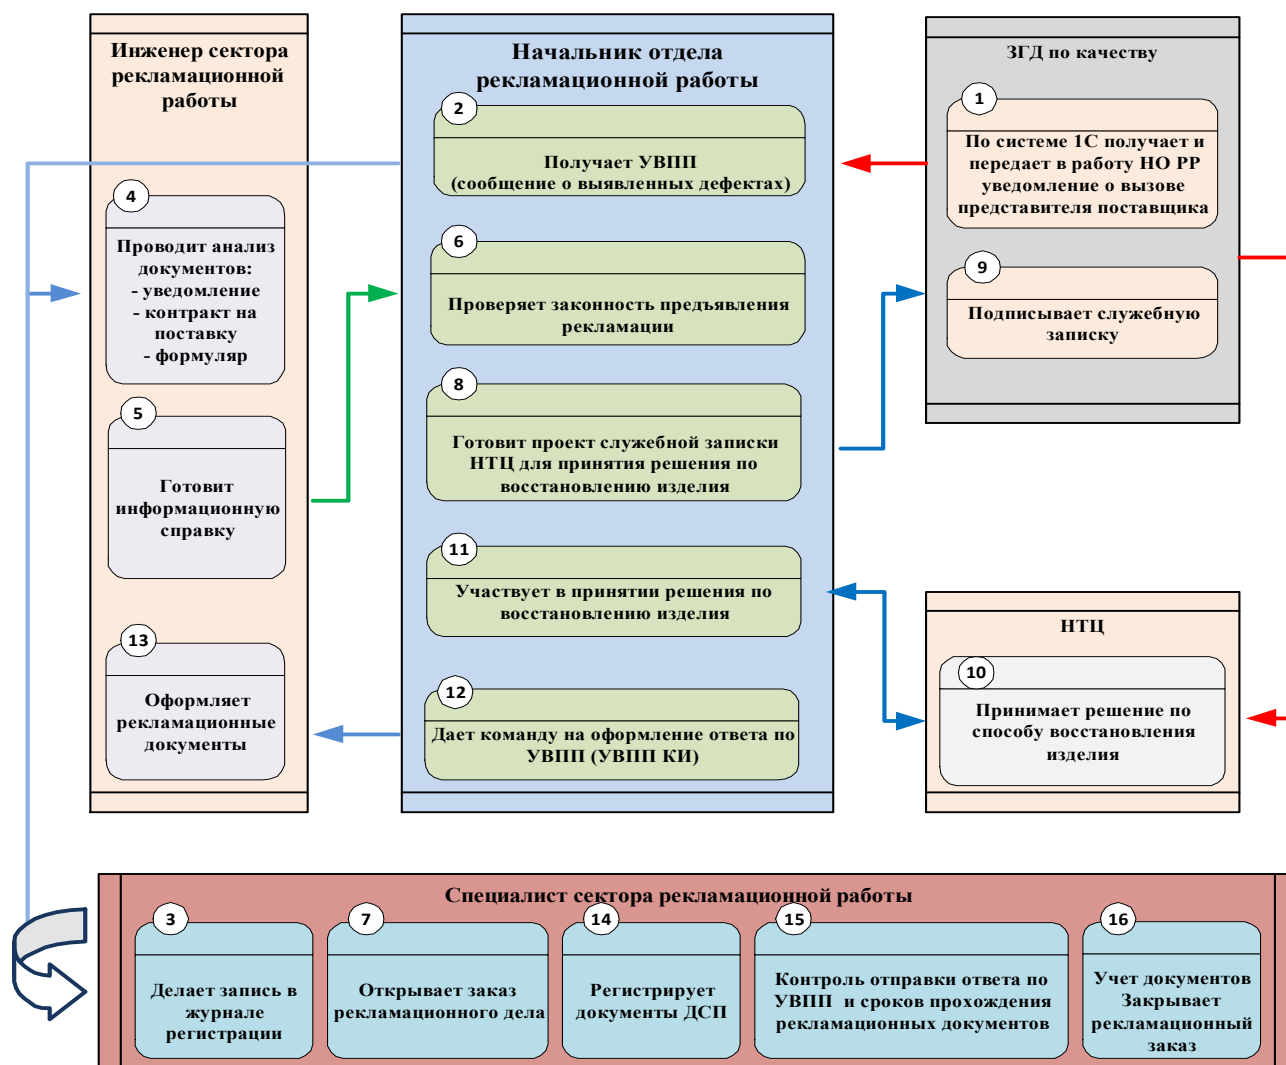 Инженер сектора
рекламационной
работы
4
Проводит анализ
документов:
- уведомление
- контракт на
поставку
- формуляр
5
Готовит
информационную
справку
13
Оформляет
рекламационные
документы
Начальник отдела
рекламационной работы
2
Получает УВПП
(сообщение о выявленных дефектах)
6
Проверяет законность предъявления
рекламации
8
Готовит проект служебной записки
НТЦ для принятия решения по
восстановлению изделия
11
Участвует в принятии решения по
восстановлению изделия
12
Дает команду на оформление ответа по
УВПП (УВПП КИ)
ЗГД по качеству
1
По системе 1С получает и
передает в работу НО РР
уведомление о вызове
представителя поставщика
9
Подписывает служебную
записку
НТЦ
10
Принимает решение по
способу восстановления
изделия
Специалист сектора рекламационной работы
3
Делает запись в
журнале
регистрации
7
Открывает заказ
рекламационного дела
14
Регистрирует
документы ДСП
15
Контроль отправки ответа по
УВПП и сроков прохождения
рекламационных документов
16
Учет документов
Закрывает
рекламационный
заказ